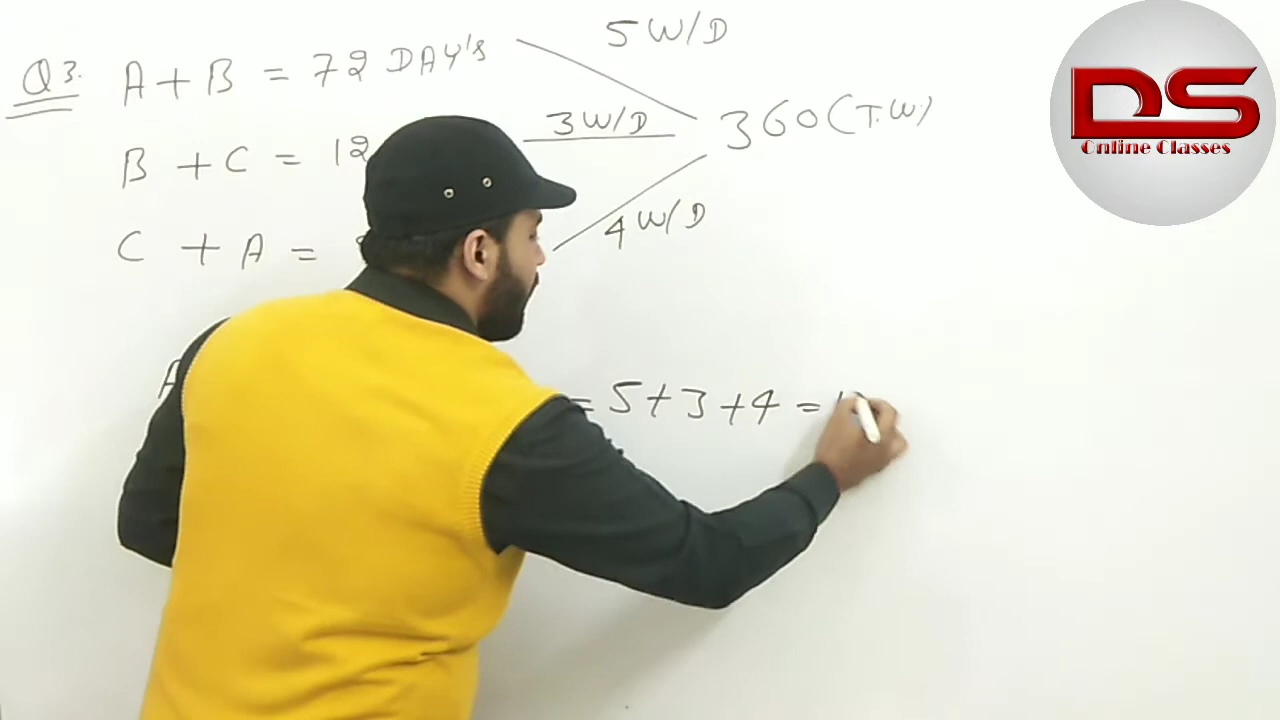 Q3. A + B = 72 DAY's
5 W/D
B + C = 12
3 W/D
360 (T.W)
C + A =
4 W/D
A
= 5 + 3 + 4 =
DS
Online Classes